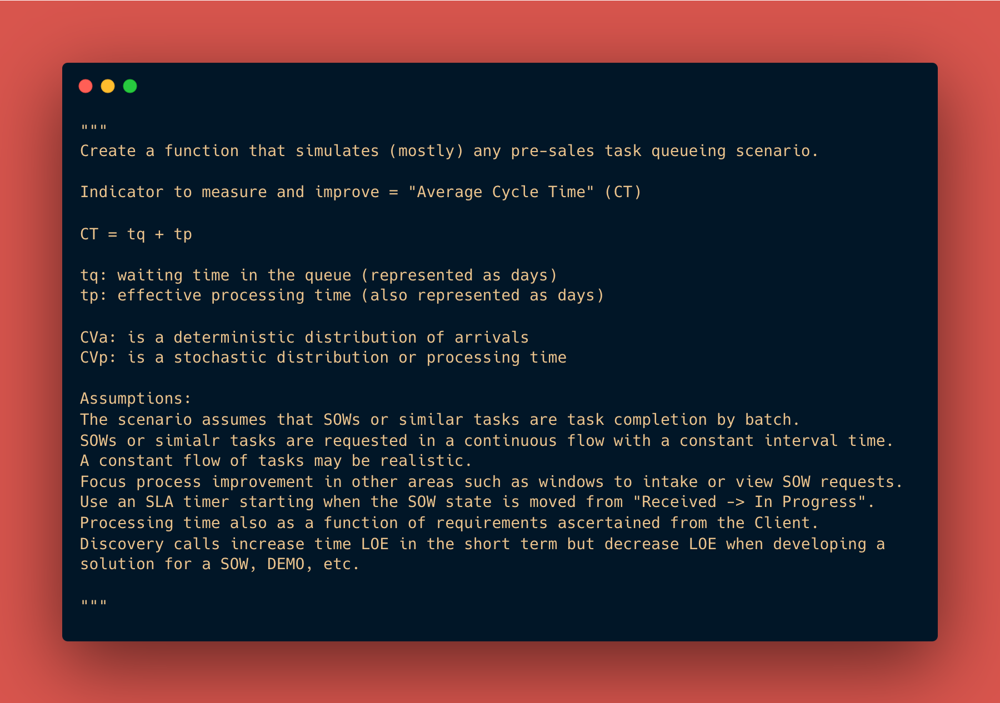 """
Create a function that simulates (mostly) any pre-sales task queueing scenario.
Indicator to measure and improve = "Average Cycle Time" (CT)
CT = tq + tp
tq: waiting time in the queue (represented as days)
tp: effective processing time (also represented as days)
CVa: is a deterministic distribution of arrivals
CVp: is a stochastic distribution or processing time
Assumptions:
The scenario assumes that SOWs or similar tasks are task completion by batch.
SOWs or simialr tasks are requested in a continuous flow with a constant interval time.
A constant flow of tasks may be realistic.
Focus process improvement in other areas such as windows to intake or view SOW requests.
Use an SLA timer starting when the SOW state is moved from "Received -> In Progress".
Processing time also as a function of requirements ascertained from the Client.
Discovery calls increase time LOE in the short term but decrease LOE when developing a
solution for a SOW, DEMO, etc.
"""